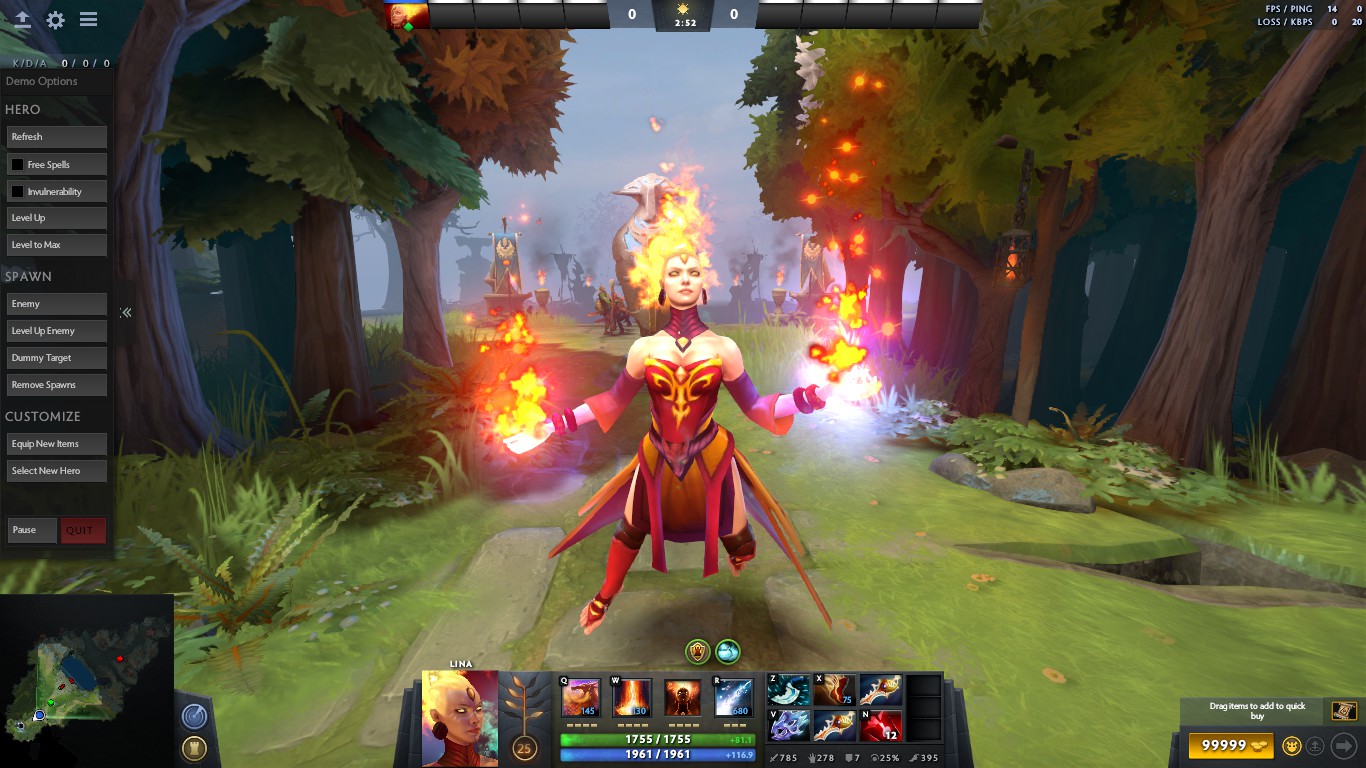 0
2:52
0
FPS / PING 14 0
LOSS / KBPS 0 20
K/D/A 0 / 0 / 0
Demo Options
HERO
Refresh
Free Spells
Invulnerability
Level Up
Level to Max
SPAWN
Enemy
Level Up Enemy
Dummy Target
Remove Spawns
CUSTOMIZE
Equip New Items
Select New Hero
Pause
QUIT
LINA
25
Q
145
W
130
R
680
1755 / 1755 +81.1
1961 / 1961 +116.9
Z
X
75
V
N
12
785 278 7 25% 395
Drag items to add to quick
buy
99999